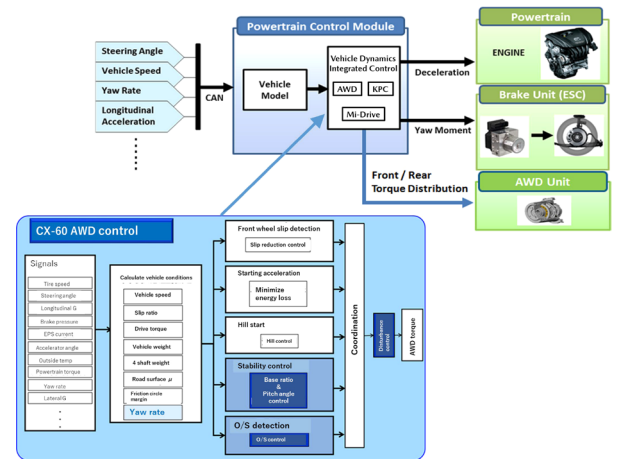 Powertrain Control Module
Steering Angle
Vehicle Speed
Yaw Rate
Longitudinal
Acceleration
CAN
Vehicle
Model
Vehicle Dynamics
Integrated Control
AWD
KPC
Mi-Drive
Deceleration
Yaw Moment
Front / Rear
Torque Distribution
Powertrain
ENGINE
Brake Unit (ESC)
AWD Unit
CX-60 AWD control
Signals
Tire speed
Steering angle
Longitudinal G
Brake pressure
EPS current
Accelerator angle
Outside temp
Powertrain torque
Yaw rate
Lateral G
Calculate vehicle conditions
Vehicle speed
Slip ratio
Drive torque
Vehicle weight
4 shaft weight
Road surface μ
Friction circle
margin
Yaw rate
Front wheel slip detection
Slip reduction control
Starting acceleration
Minimize
energy loss
Hill start
Hill control
Stability control
Base ratio
&
Pitch angle
control
O/S detection
O/S control
Coordination
Disturbance
control
AWD torque